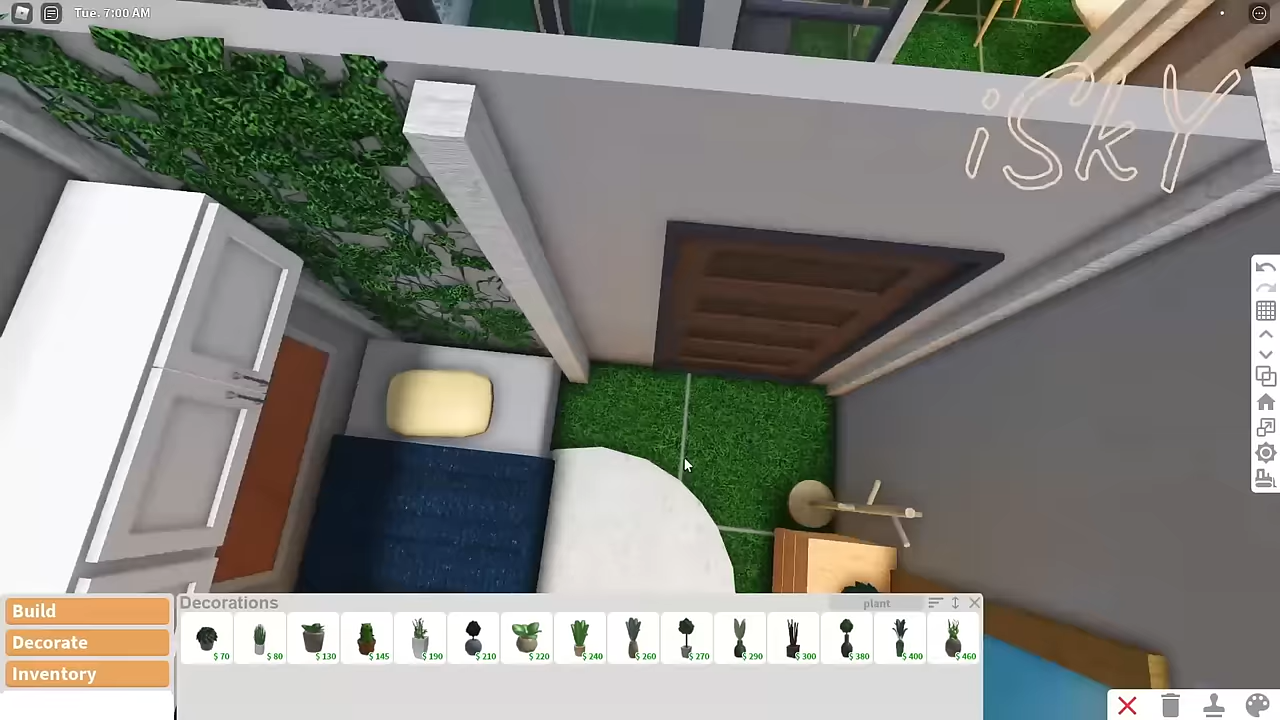 Tue. 7:00 AM
iSkY
Build
Decorate
Inventory
Decorations
plant
$ 70
$ 80
$ 130
$ 145
$ 190
$ 210
$ 220
$ 240
$ 260
$ 270
$ 290
$ 300
$ 380
$ 400
$ 460